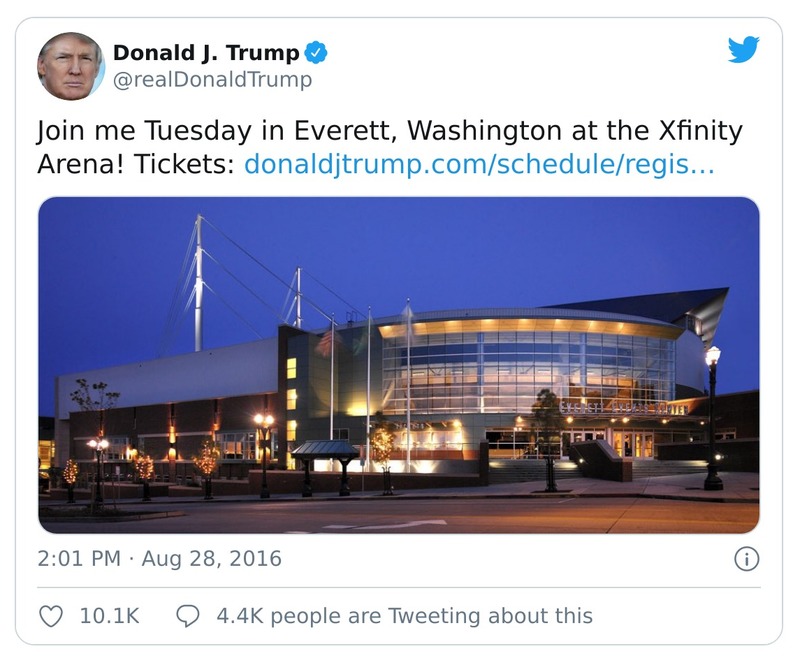 Donald J. Trump
@realDonaldTrump
Join me Tuesday in Everett, Washington at the Xfinity
Arena! Tickets: donaldjtrump.com/schedule/regis…
2:01 PM · Aug 28, 2016
10.1K
4.4K people are Tweeting about this